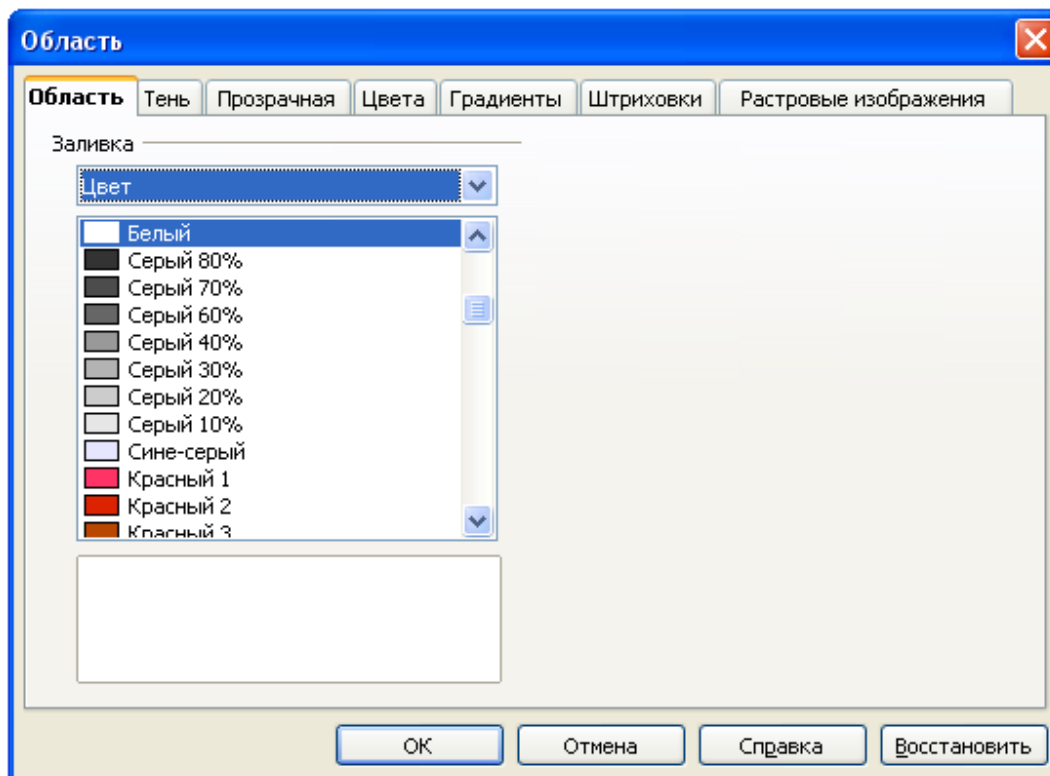 Область
Область Тень Прозрачная Цвета Градиенты Штриховки Растровые изображения
Заливка
Цвет
Белый
Серый 80%
Серый 70%
Серый 60%
Серый 40%
Серый 30%
Серый 20%
Серый 10%
Сине-серый
Красный 1
Красный 2
Красный 3
ОК Отмена Справка Восстановить